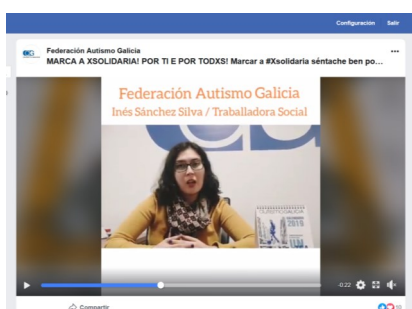 Configuración Salir
Federación Autismo Galicia
MARCA A XSOLIDARIA! POR TI E POR TODXS! Marcar a #Xsolidaria séntache ben po...
Federación Autismo Galicia
Inés Sánchez Silva / Traballadora Social
-0:22
Compartir